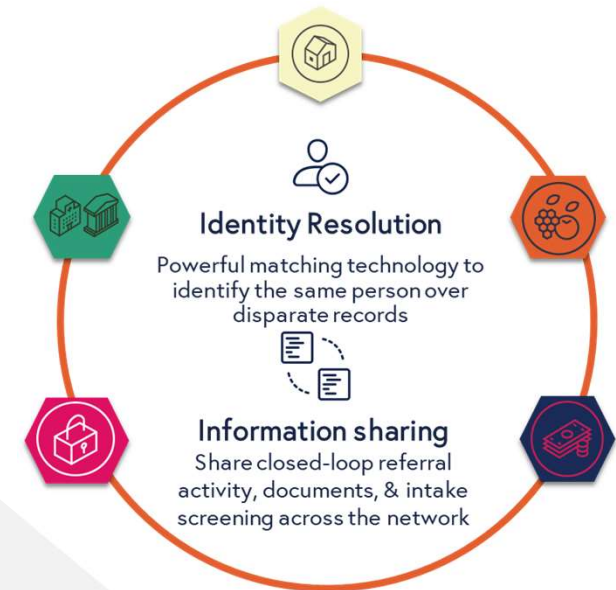 Identity Resolution
Powerful matching technology to
identify the same person over
disparate records
Information sharing
Share closed-loop referral
activity, documents, & intake
screening across the network